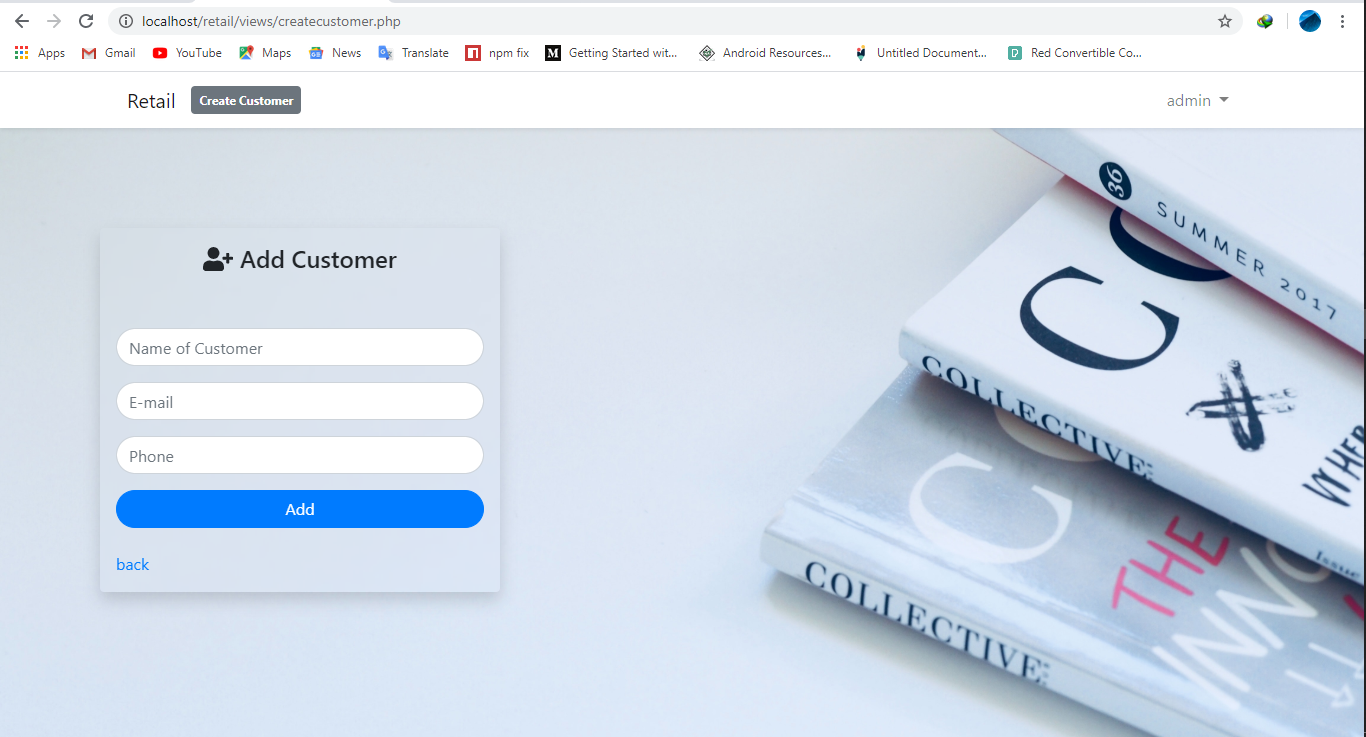 localhost/retail/views/createcustomer.php
Apps Gmail YouTube Maps News Translate npm fix M Getting Started wit... Android Resources... Untitled Document... Red Convertible Co...
Retail Create Customer admin
36 SUMMER 2017
Add Customer
Name of Customer
E-mail
Phone
Add
back
CO
COLLECTIVE:
Issue
CO
THE
COLLECTIVE: